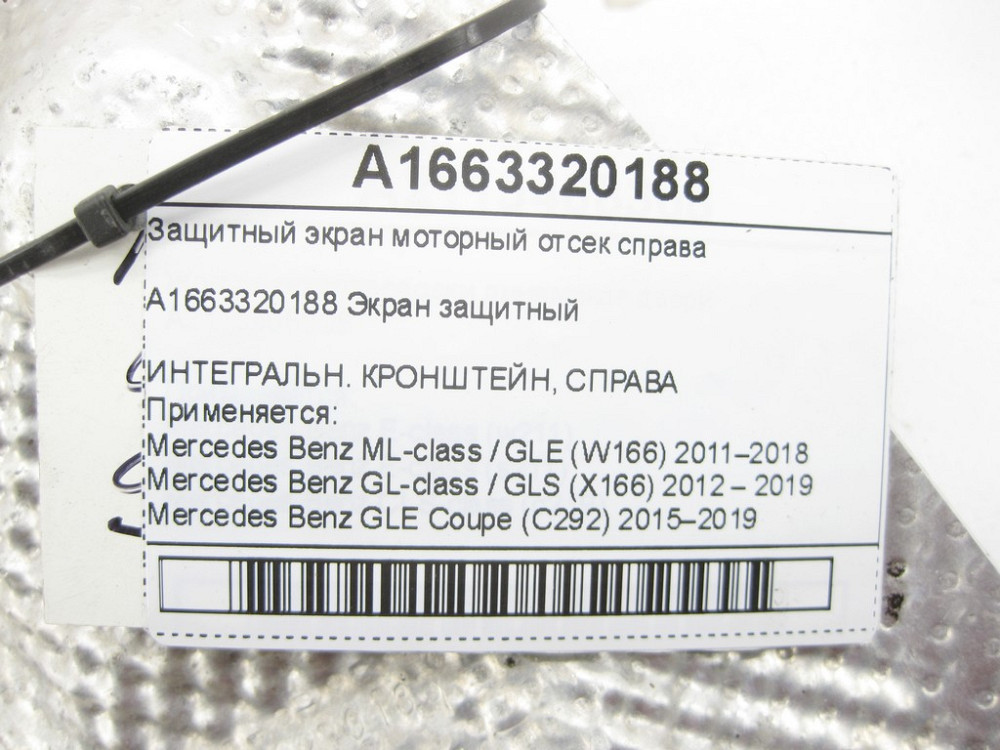 A1663320188
Защитный экран моторный отсек справа
A1663320188 Экран защитный
ИНТЕГРАЛЬН. КРОНШТЕЙН, СПРАВА
Применяется:
Mercedes Benz ML-class / GLE (W166) 2011–2018
Mercedes Benz GL-class / GLS (X166) 2012 – 2019
Mercedes Benz GLE Coupe (C292) 2015–2019